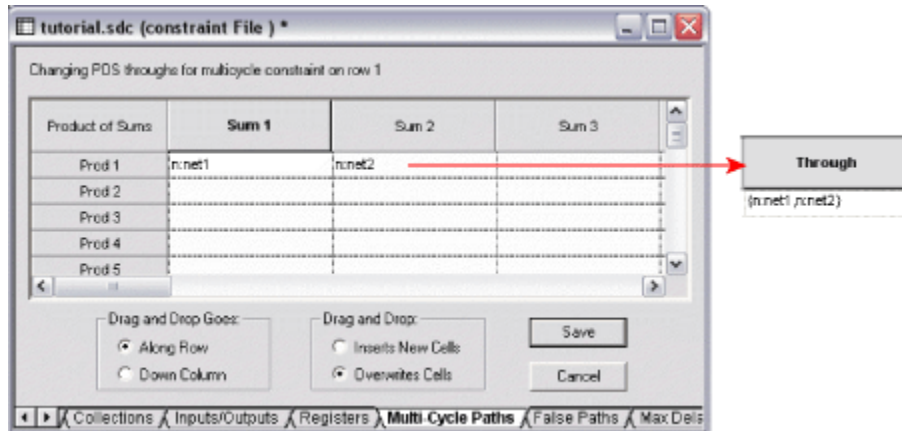 tutorial.sdc (constraint File ) *
Changing POS throughs for multicycle constraint on row 1
Product of Sums Sum 1 Sum 2 Sum 3
Prod 1 n:net1 n:net2
Prod 2
Prod 3
Prod 4
Prod 5
Through
{n:net1,n:net2}
Drag and Drop Goes:
Along Row
Down Column
Drag and Drop:
Inserts New Cells
Overwrites Cells
Save
Cancel
Collections Inputs/Outputs Registers Multi-Cycle Paths False Paths Max Dela